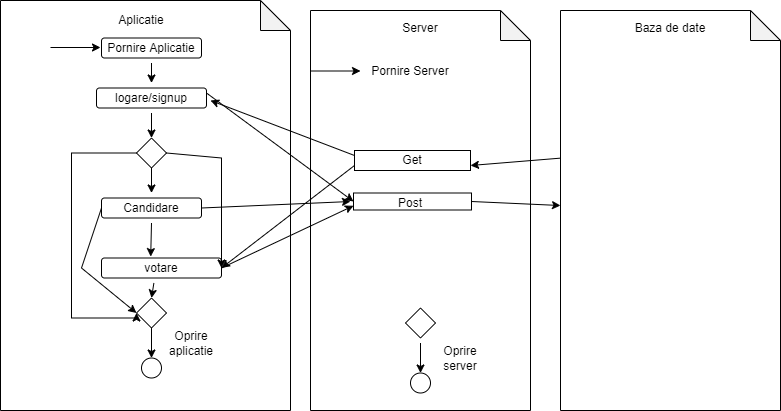 Aplicatie
Pornire Aplicatie
logare/signup
Candidare
votare
Oprire
aplicatie
Server
Pornire Server
Get
Post
Oprire
server
Baza de date